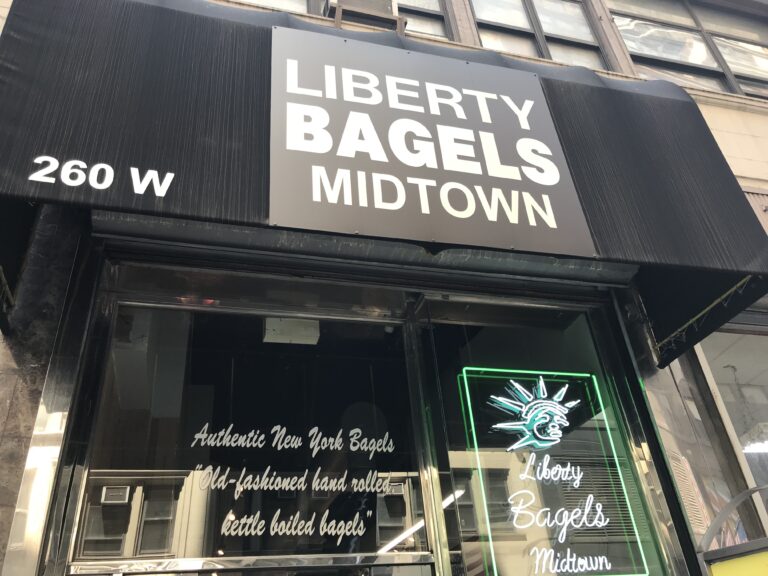 LIBERTY
BAGELS
MIDTOWN
260 W
Authentic New York Bagels
"Old-fashioned hand rolled,
kettle boiled bagels"
Liberty
Bagels
Midtown